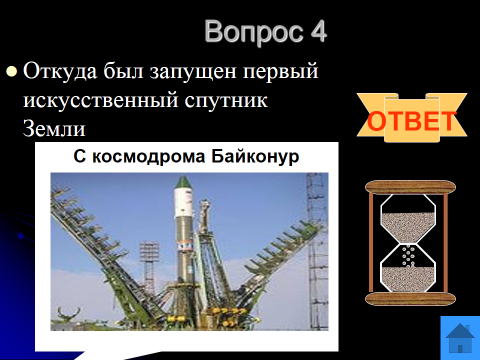 Вопрос 4
Откуда был запущен первый
искусственный спутник
Земли
ОТВЕТ
С космодрома Байконур